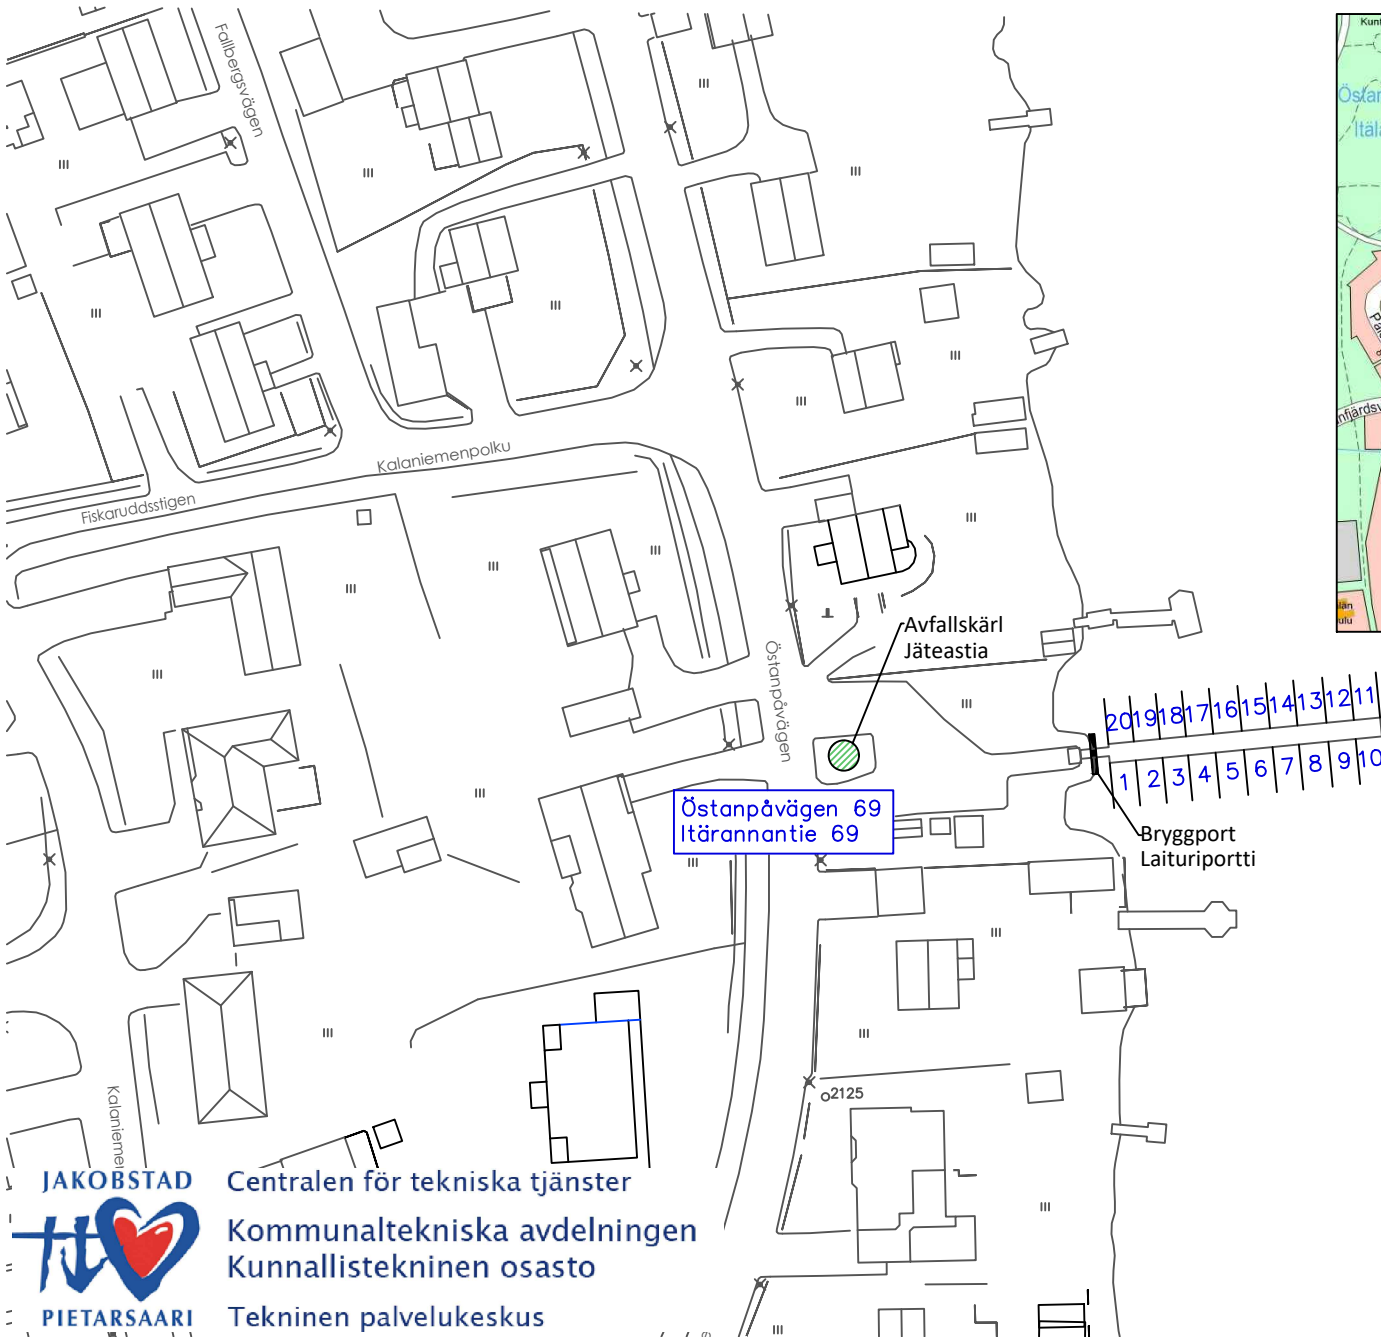 Fallbergsvägen
Kalaniemenpolku
Fiskaruddsstigen
Avfallskärl
Jäteastia
Östanpåvägen
20 19 18 17 16 15 14 13 12 11
1 2 3 4 5 6 7 8 9 10
Östanpåvägen 69
Itärannantie 69
Bryggport
Laituriportti
2125
JAKOBSTAD
PIETARSAARI
Centralen för tekniska tjänster
Kommunaltekniska avdelningen
Kunnallistekninen osasto
Tekninen palvelukeskus